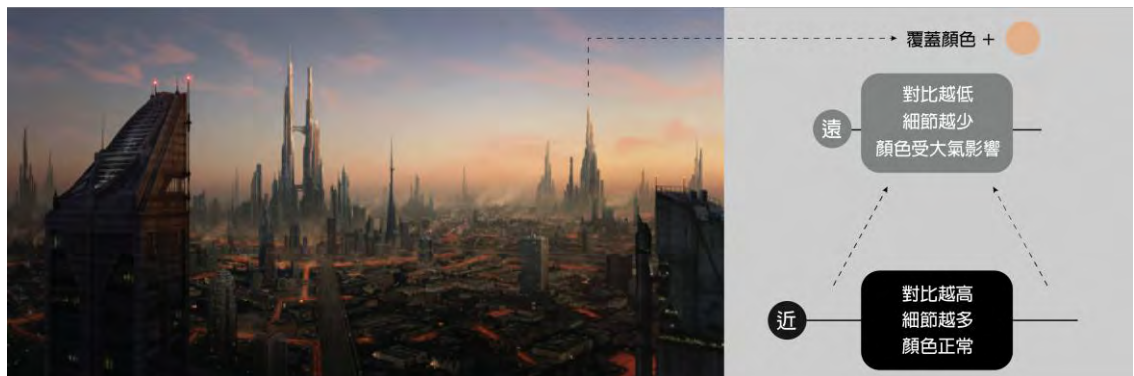 覆蓋顏色 +
遠
對比越低
細節越少
顏色受大氣影響
近
對比越高
細節越多
顏色正常